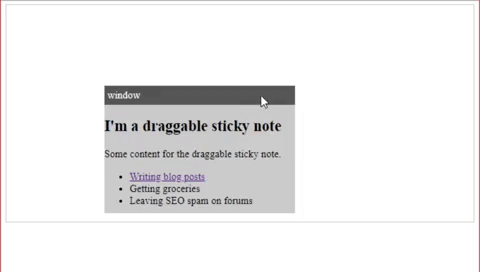 window
I'm a draggable sticky note
Some content for the draggable sticky note.
Writing blog posts
Getting groceries
Leaving SEO spam on forums